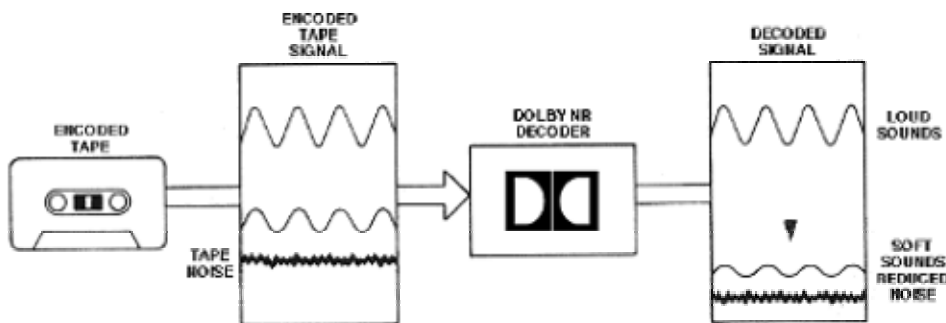 ENCODED
TAPE
ENCODED
TAPE
SIGNAL
TAPE
NOISE
DOLBY NR
DECODER
DECODED
SIGNAL
LOUD
SOUNDS
SOFT
SOUNDS
REDUCED
NOISE